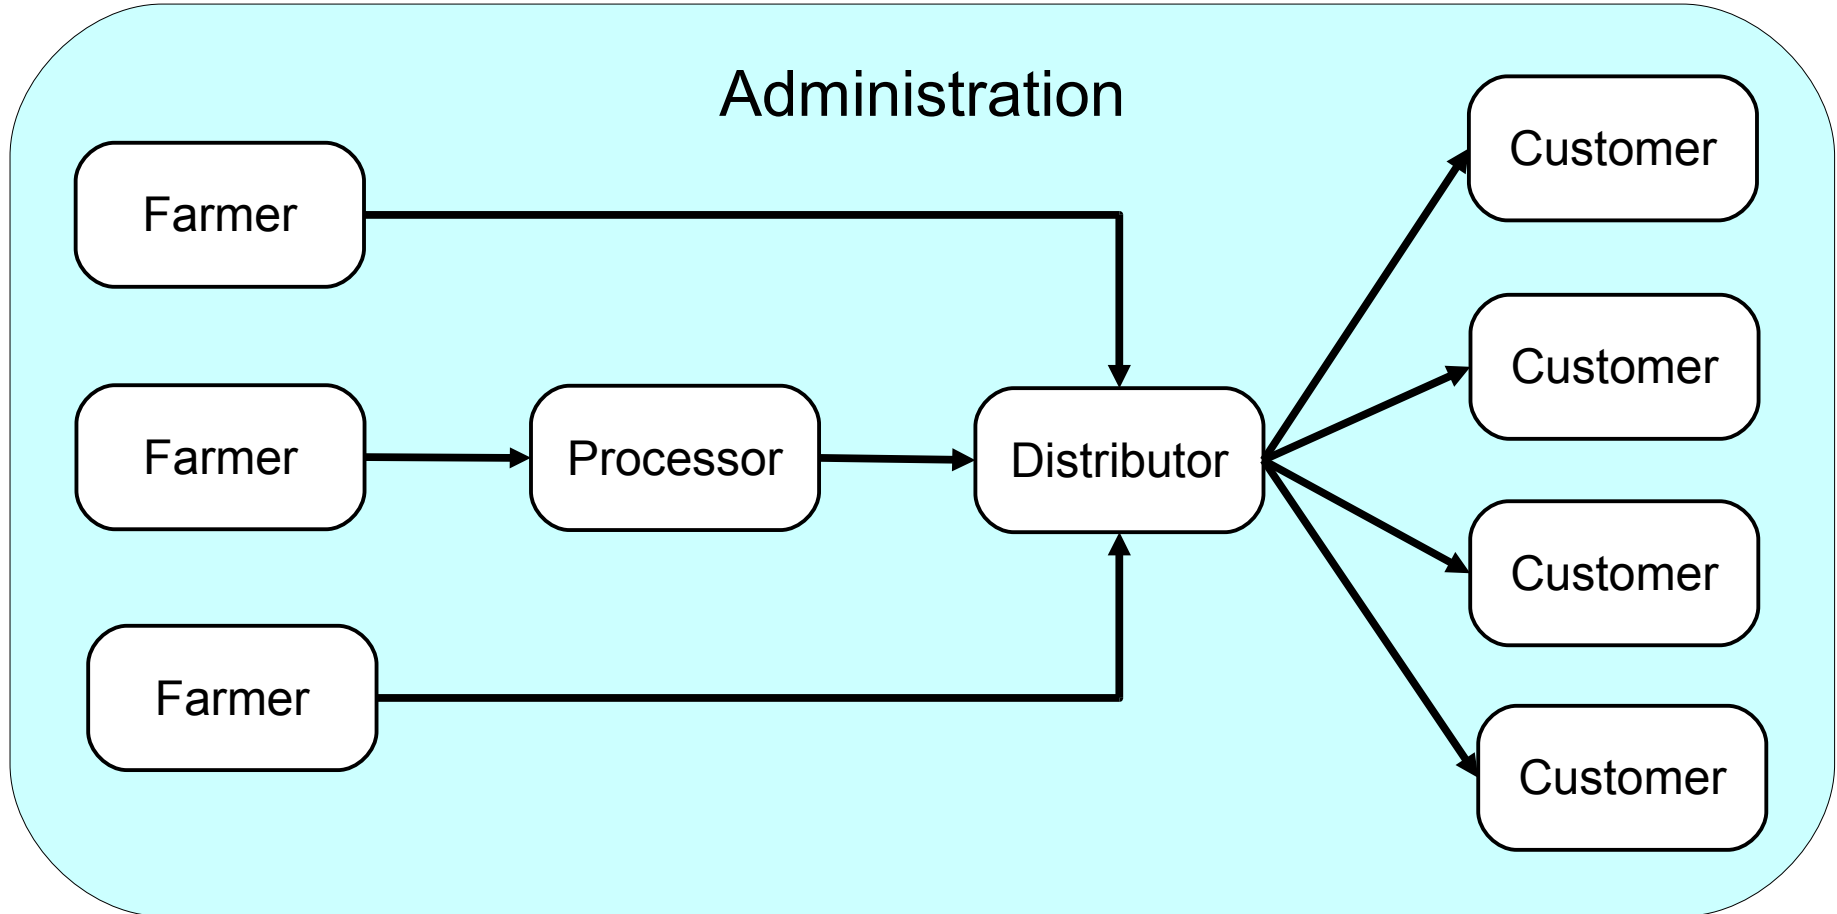 Administration
Customer
Farmer
Customer
Farmer
Processor
Distributor
Customer
Farmer
Customer